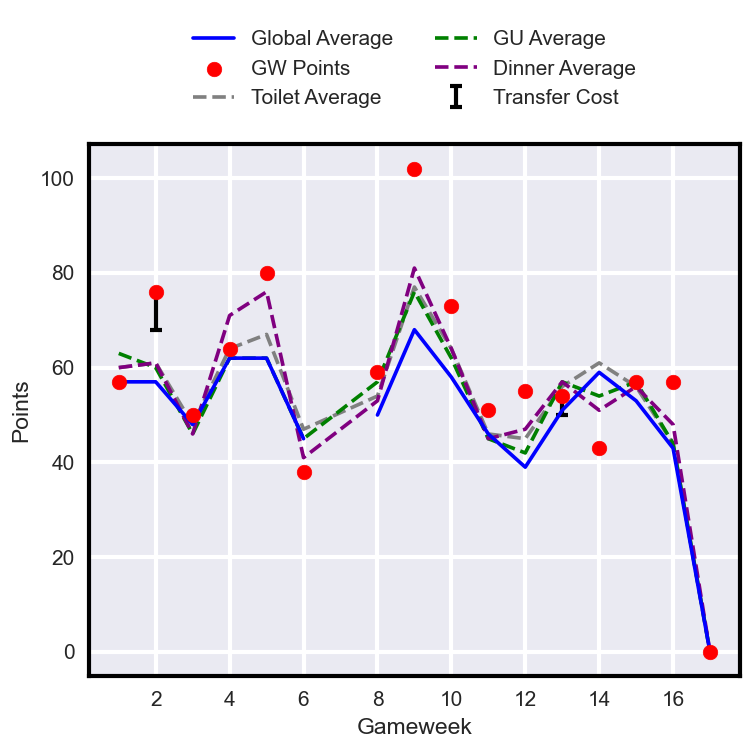 Global Average
GW Points
Toilet Average
GU Average
Dinner Average
Transfer Cost
100
80
60
40
20
0
Points
2 4 6 8 10 12 14 16
Gameweek